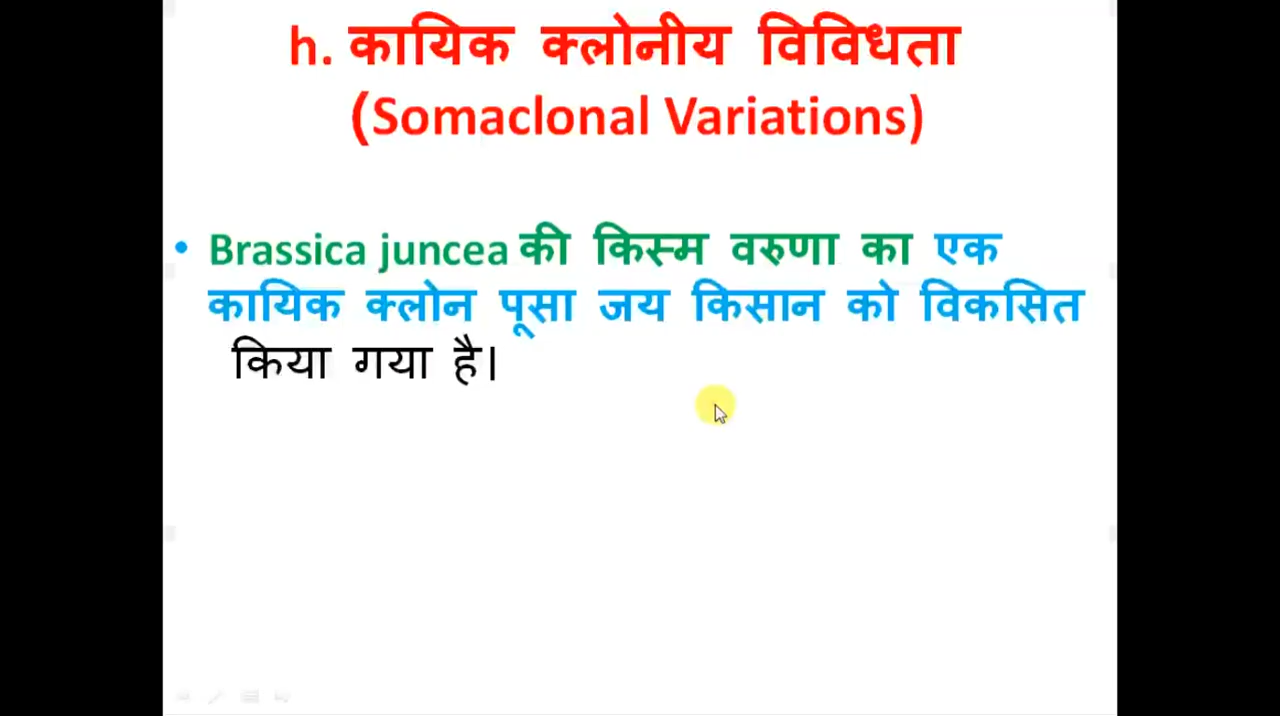 h. कायिक क्लोनीय विविधता
(Somaclonal Variations)
• Brassica juncea की किस्म वरुणा का एक
कायिक क्लोन पूसा जय किसान को विकसित
किया गया है।